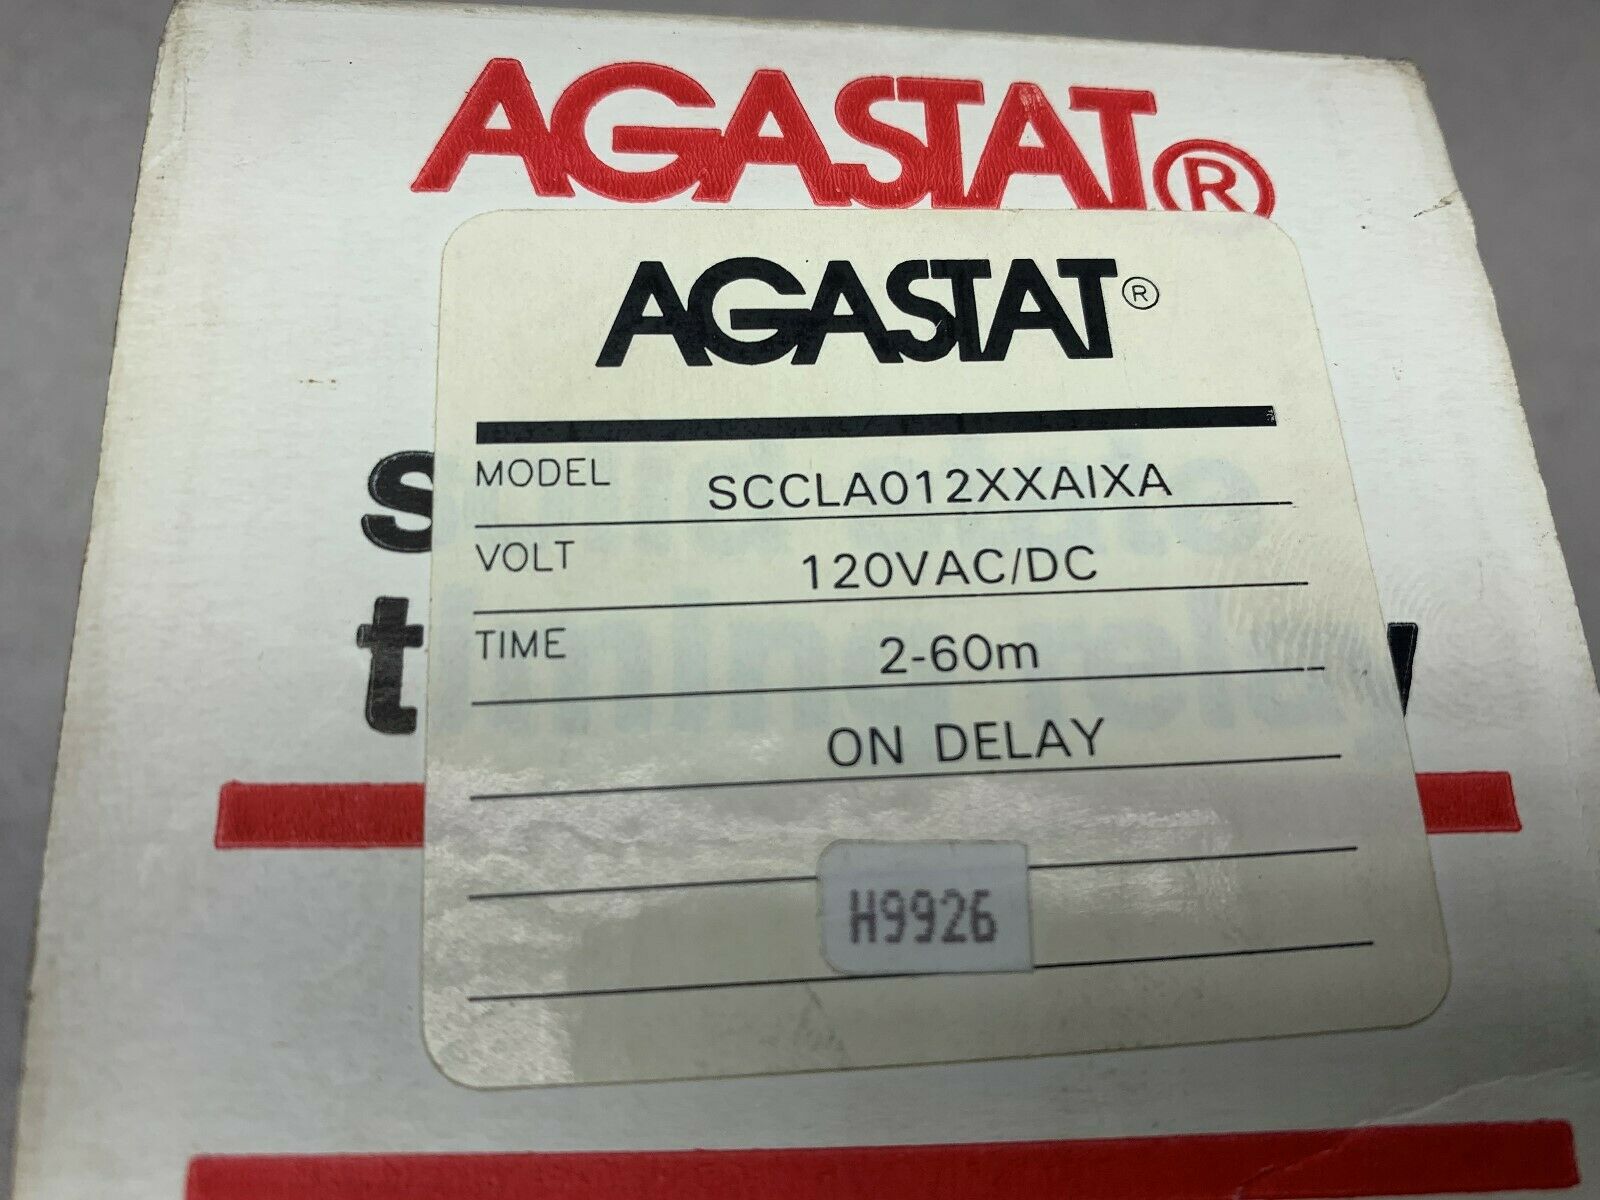 AGASTAT®
AGASTAT®
MODEL SCCLA012XXAIXA
VOLT 120VAC/DC
TIME 2-60m
ON DELAY
H9926